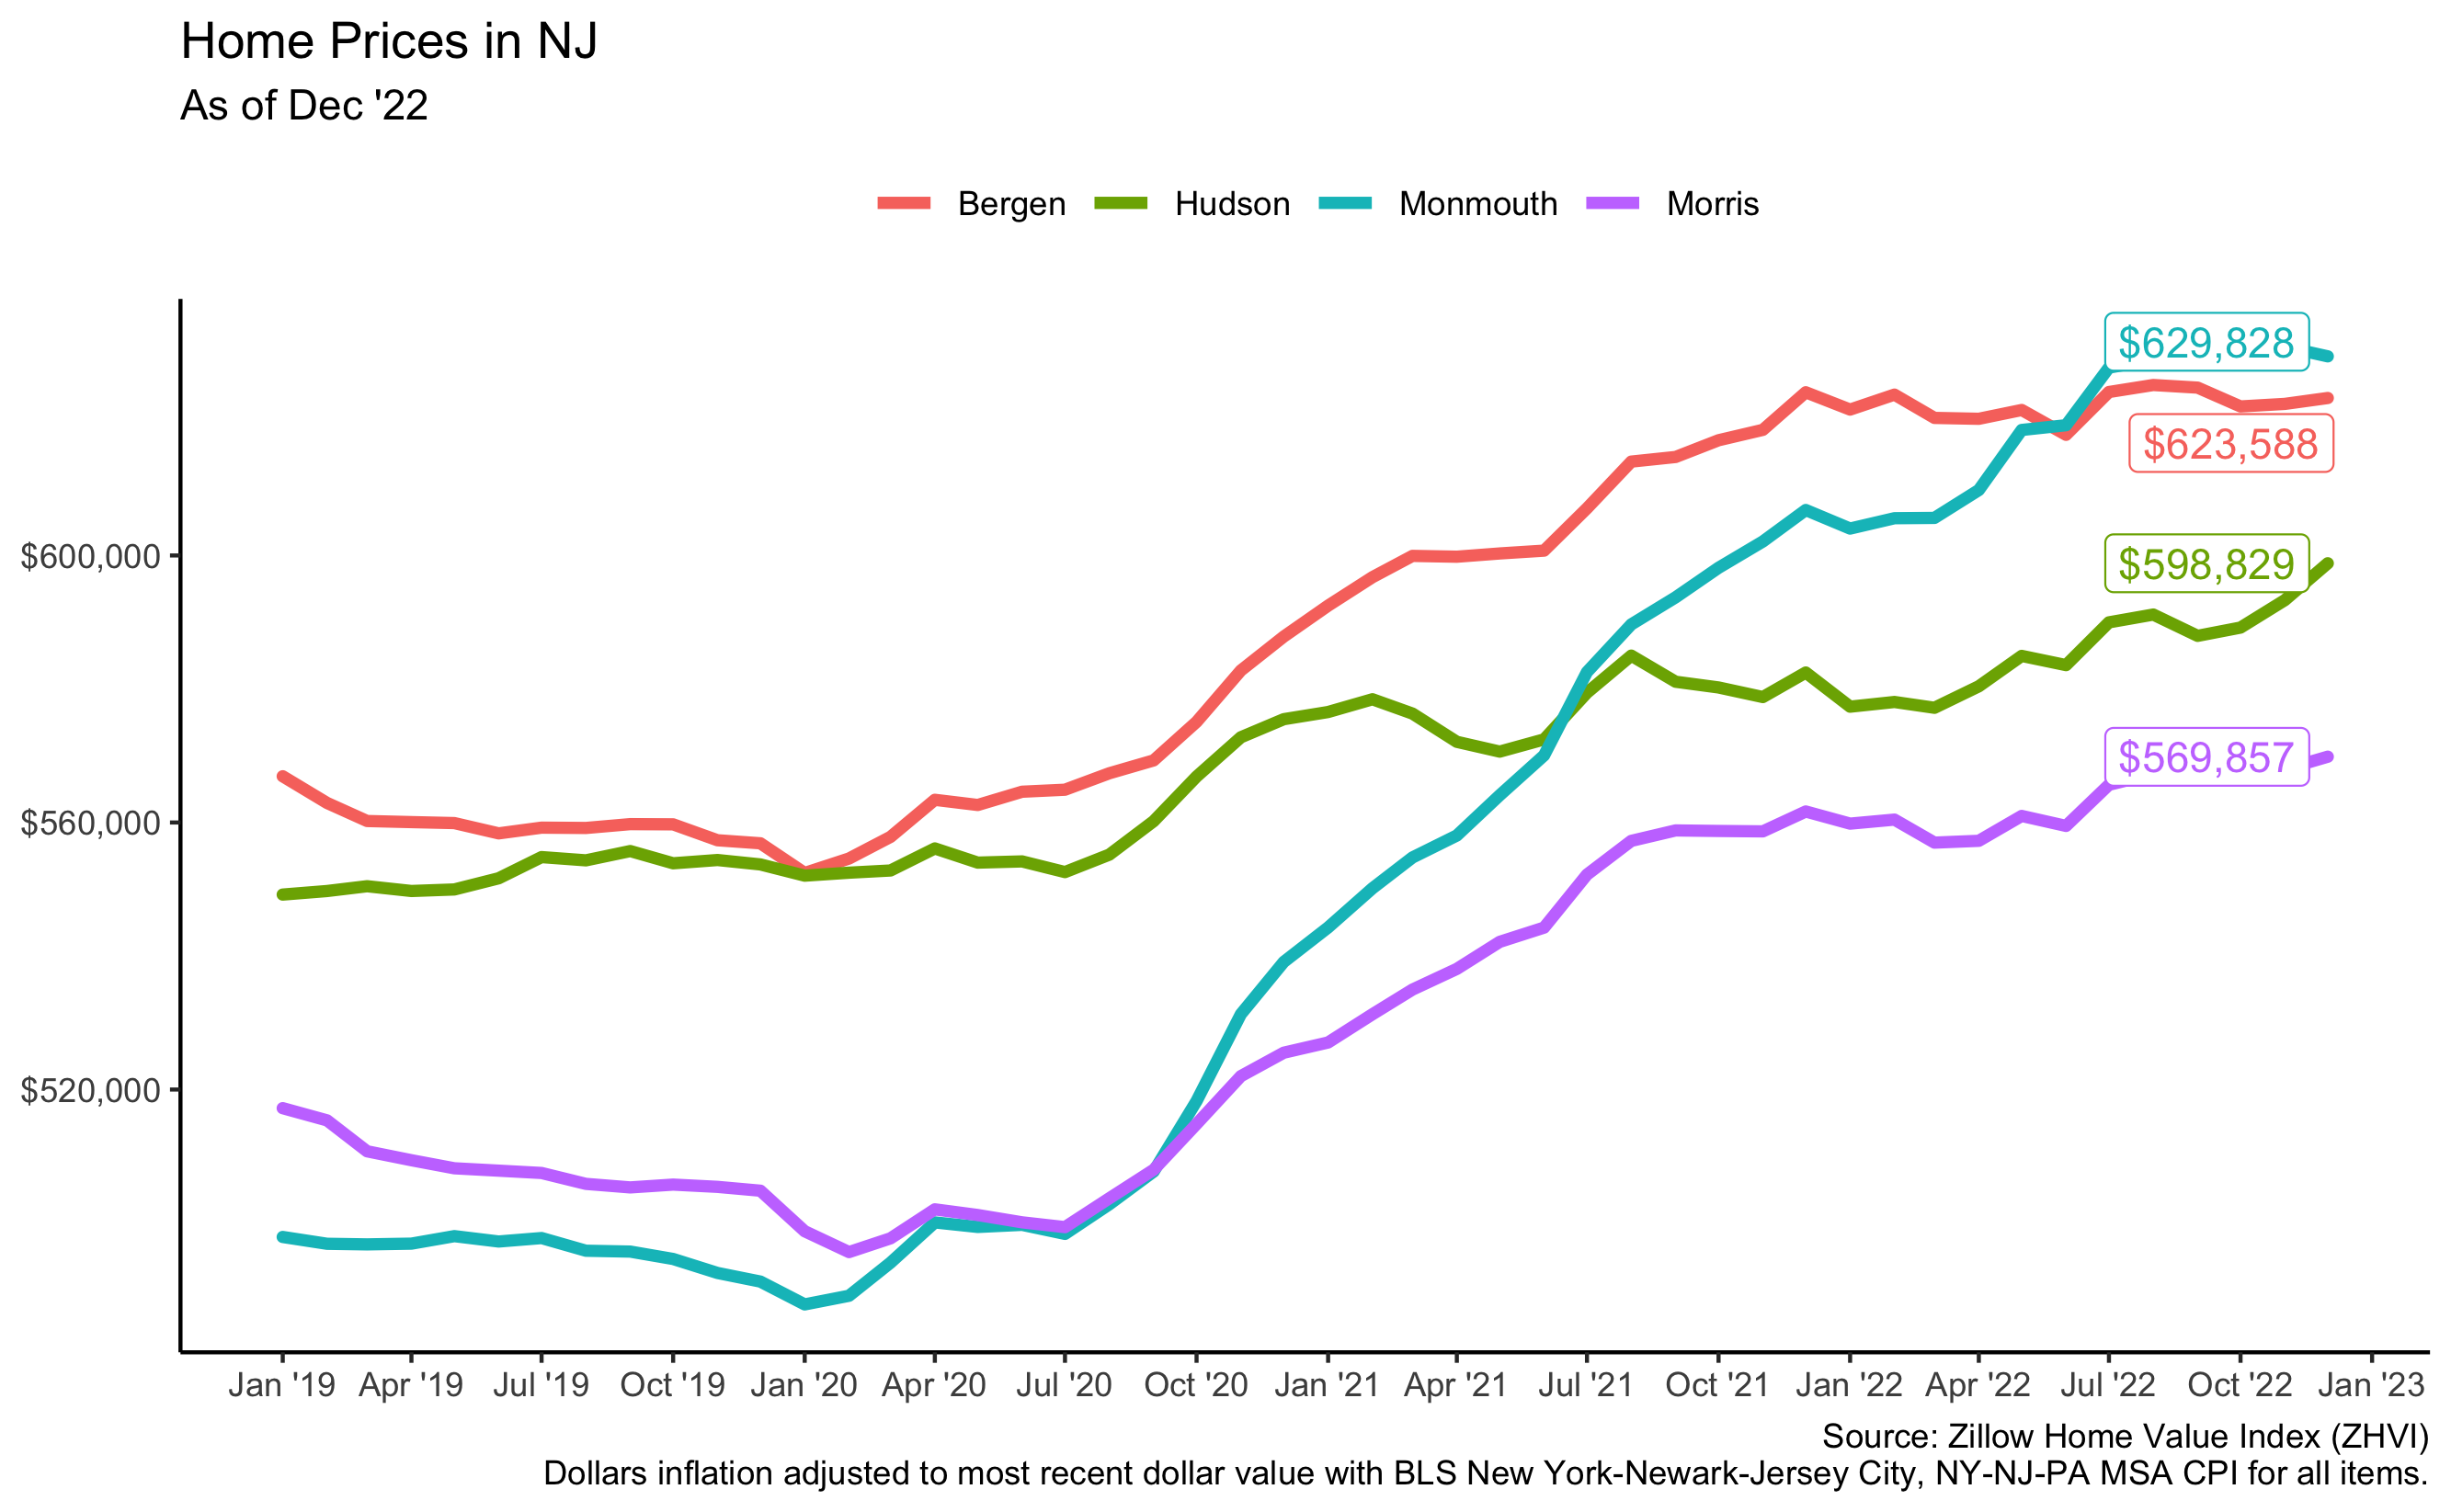 Home Prices in NJ
As of Dec '22
Bergen Hudson Monmouth Morris
$629,828
$623,588
$598,829
$569,857
$600,000
$560,000
$520,000
Jan '19 Apr '19 Jul '19 Oct '19 Jan '20 Apr '20 Jul '20 Oct '20 Jan '21 Apr '21 Jul '21 Oct '21 Jan '22 Apr '22 Jul '22 Oct '22 Jan '23
Source: Zillow Home Value Index (ZHVI)
Dollars inflation adjusted to most recent dollar value with BLS New York-Newark-Jersey City, NY-NJ-PA MSA CPI for all items.